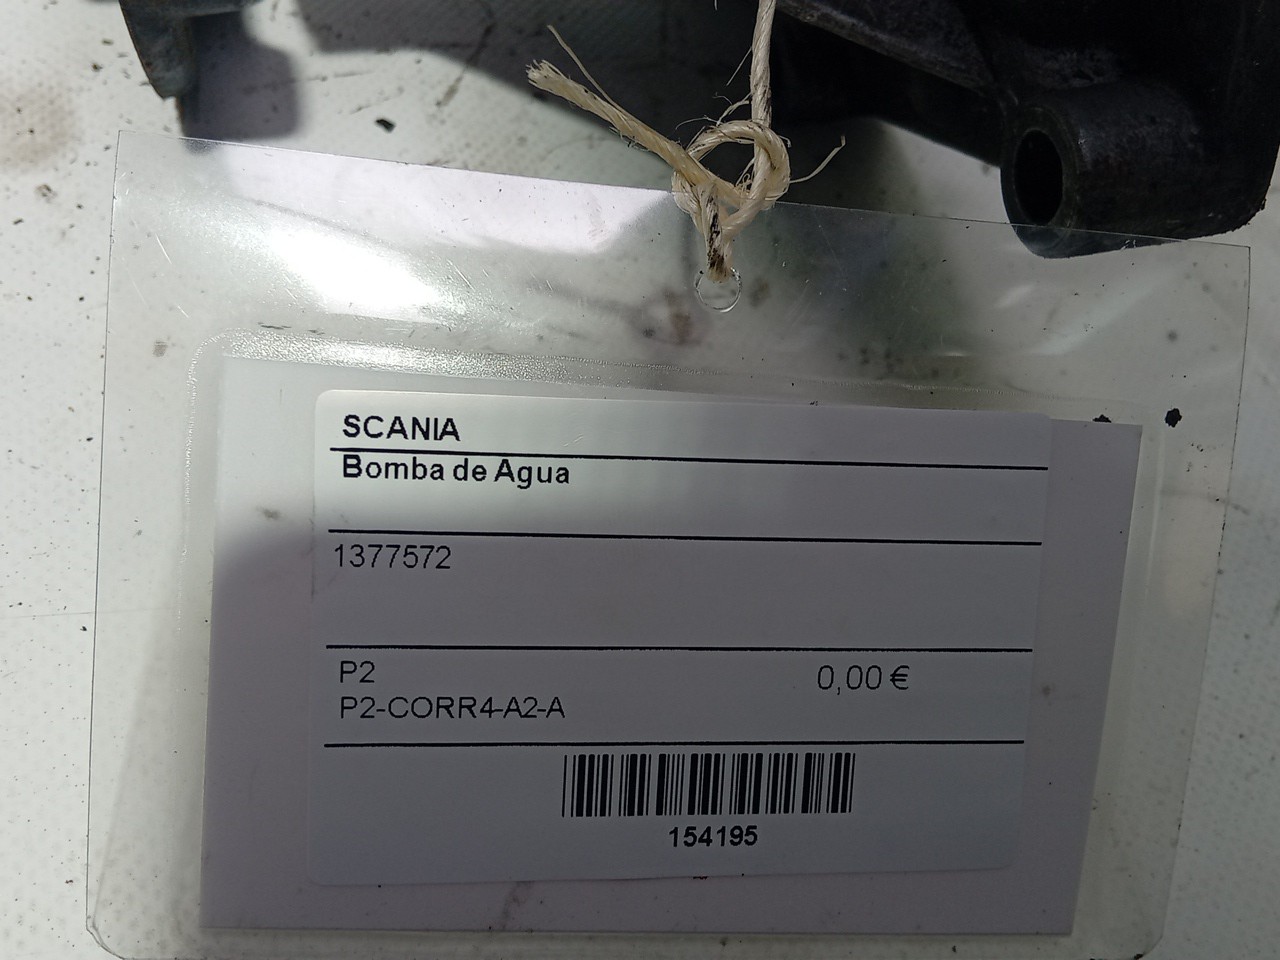 SCANIA
Bomba de Agua
1377572
P2 0,00 €
P2-CORR4-A2-A
154195